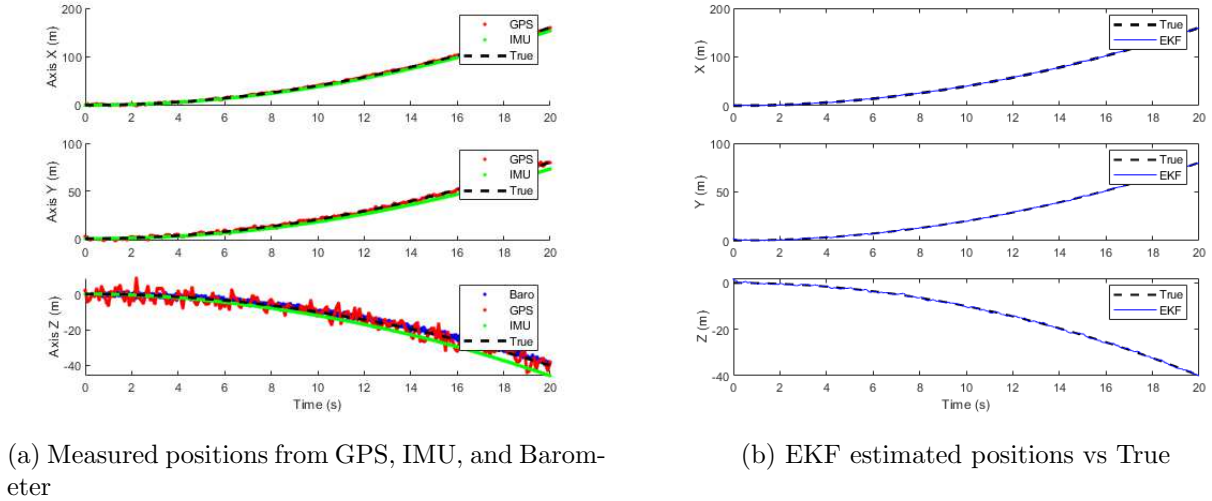 200
100
0
Axis X (m)
GPS
IMU
True
0 2 4 6 8 10 12 14 16 18 20
100
50
0
Axis Y (m)
GPS
IMU
True
0 2 4 6 8 10 12 14 16 18 20
0
-20
-40
Axis Z (m)
Baro
GPS
IMU
True
0 2 4 6 8 10 12 14 16 18 20
Time (s)
(a) Measured positions from GPS, IMU, and Barom-
eter
200
100
0
X (m)
True
EKF
0 2 4 6 8 10 12 14 16 18 20
100
50
0
Y (m)
True
EKF
0 2 4 6 8 10 12 14 16 18 20
0
-20
-40
Z (m)
True
EKF
0 2 4 6 8 10 12 14 16 18 20
Time (s)
(b) EKF estimated positions vs True